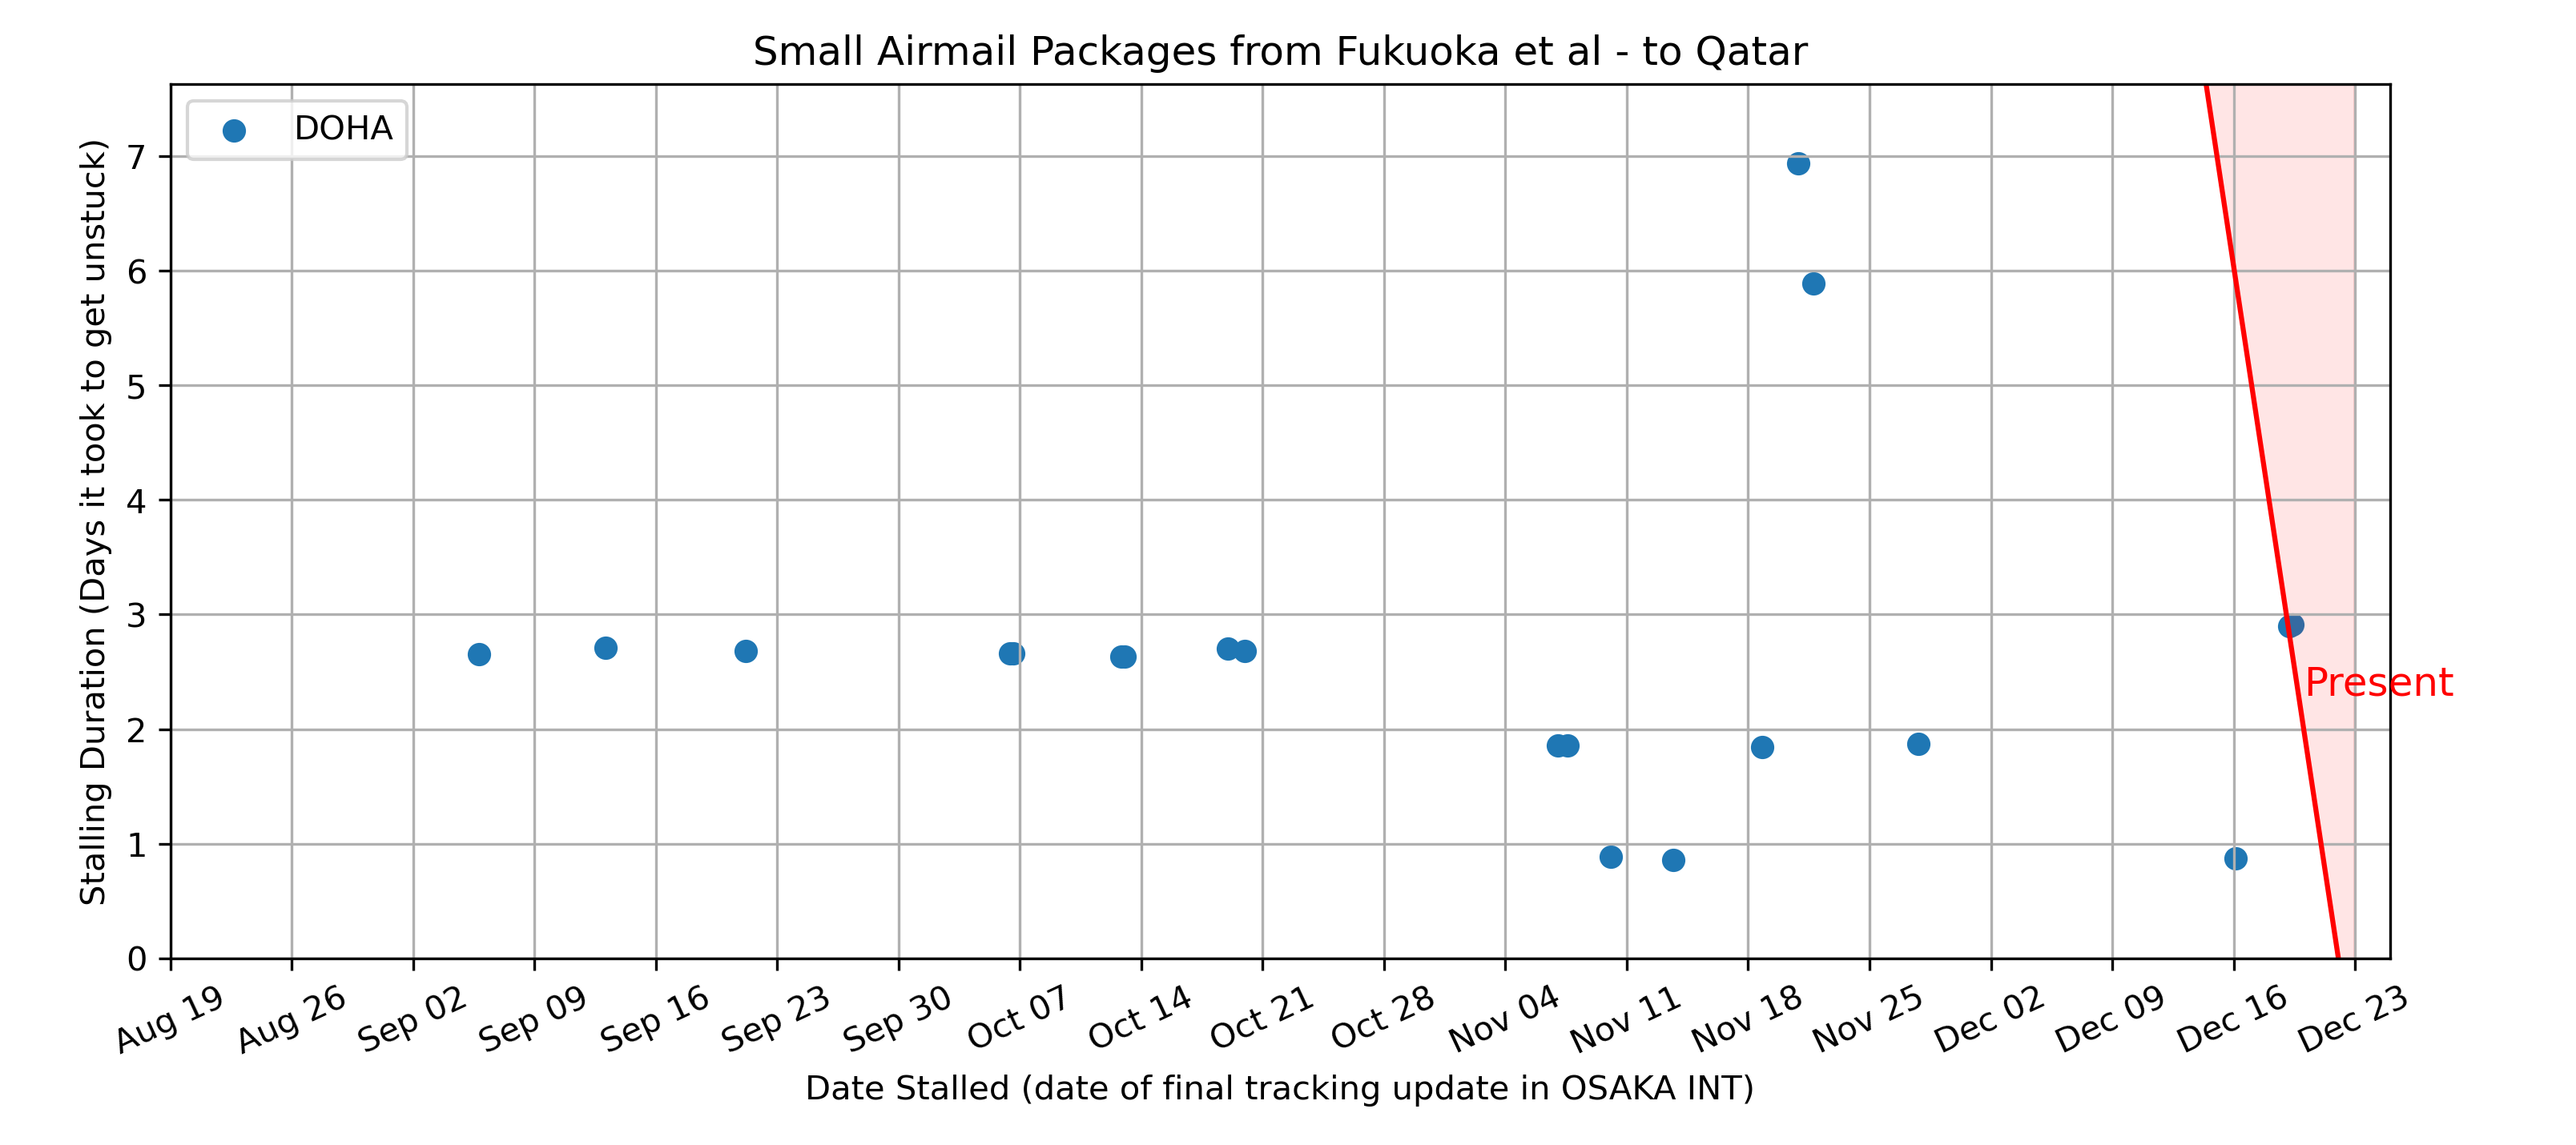 Small Airmail Packages from Fukuoka et al - to Qatar
DOHA
Stalling Duration (Days it took to get unstuck)
7
6
5
4
3
2
1
0
Present
Aug 19
Aug 26
Sep 02
Sep 09
Sep 16
Sep 23
Sep 30
Oct 07
Oct 14
Oct 21
Oct 28
Nov 04
Nov 11
Nov 18
Nov 25
Dec 02
Dec 09
Dec 16
Dec 23
Date Stalled (date of final tracking update in OSAKA INT)